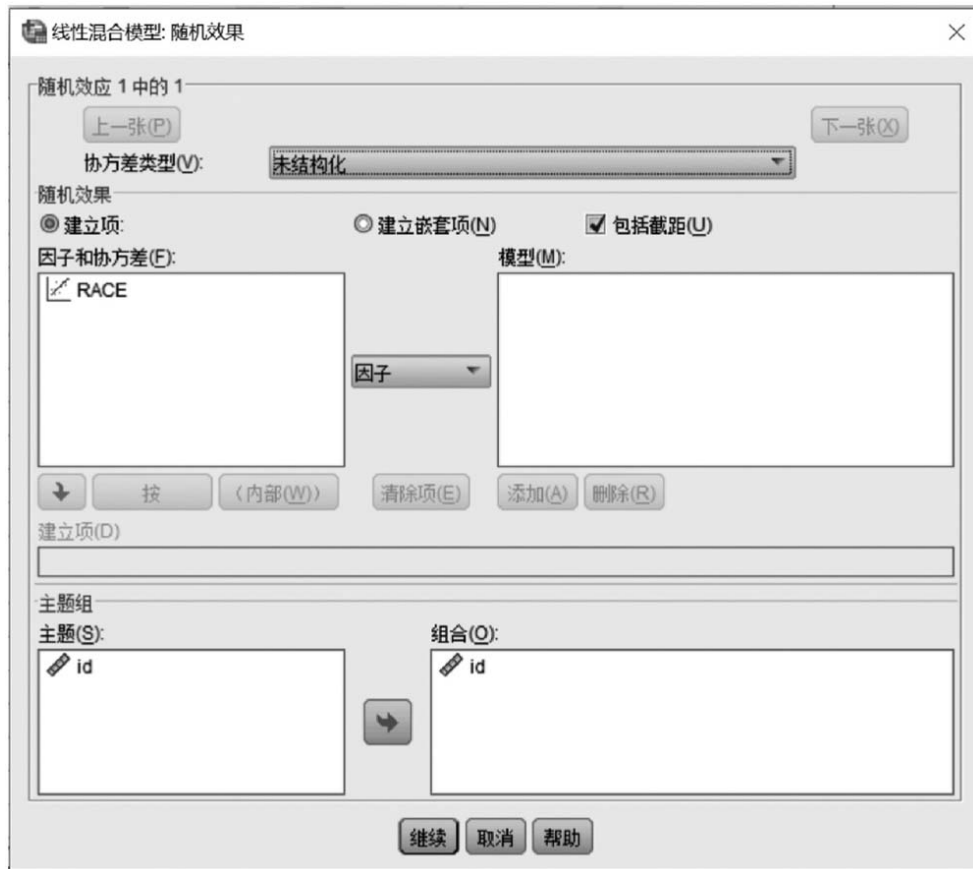 线性混合模型: 随机效果
随机效应 1 中的 1
上一张(P) 下一张(X)
协方差类型(V): 未结构化
随机效果
建立项: 建立嵌套项(N) 包括截距(U)
因子和协方差(F): 模型(M):
RACE
因子
按 (内部(W)) 清除项(E) 添加(A) 删除(R)
建立项(D)
主题组
主题(S): 组合(O):
id id
继续 取消 帮助